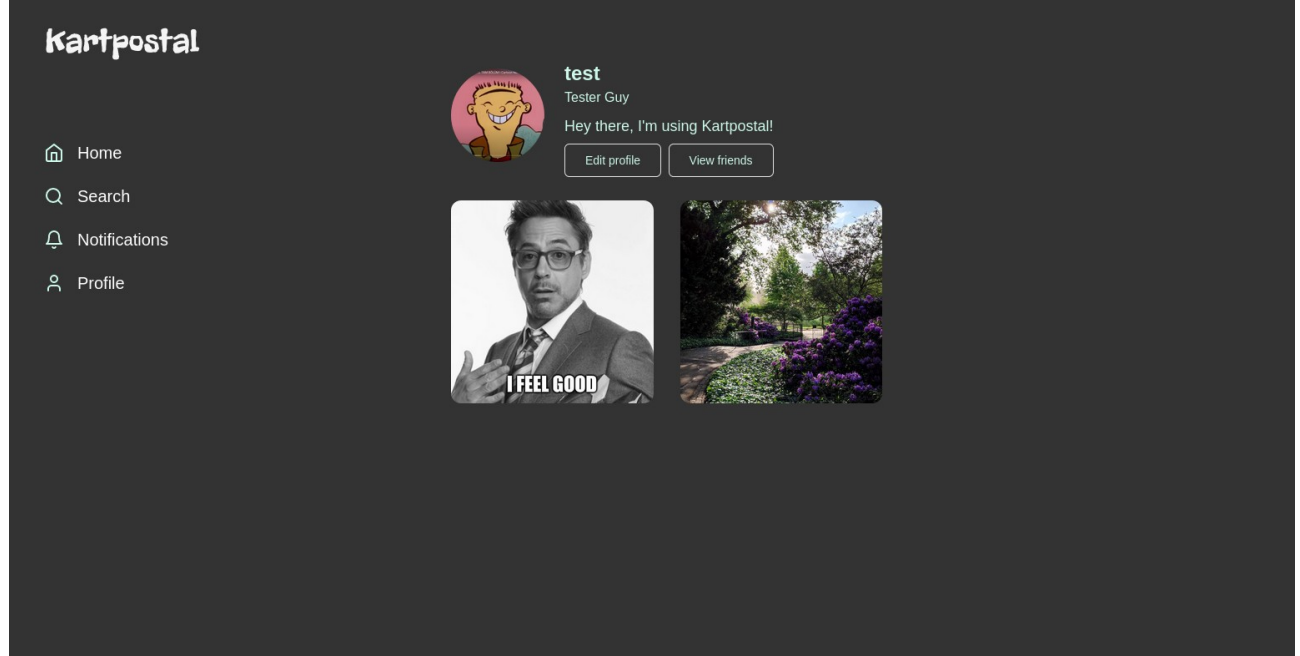 Kartpostal
Home
Search
Notifications
Profile
test
Tester Guy
Hey there, I'm using Kartpostal!
Edit profile
View friends
I FEEL GOOD